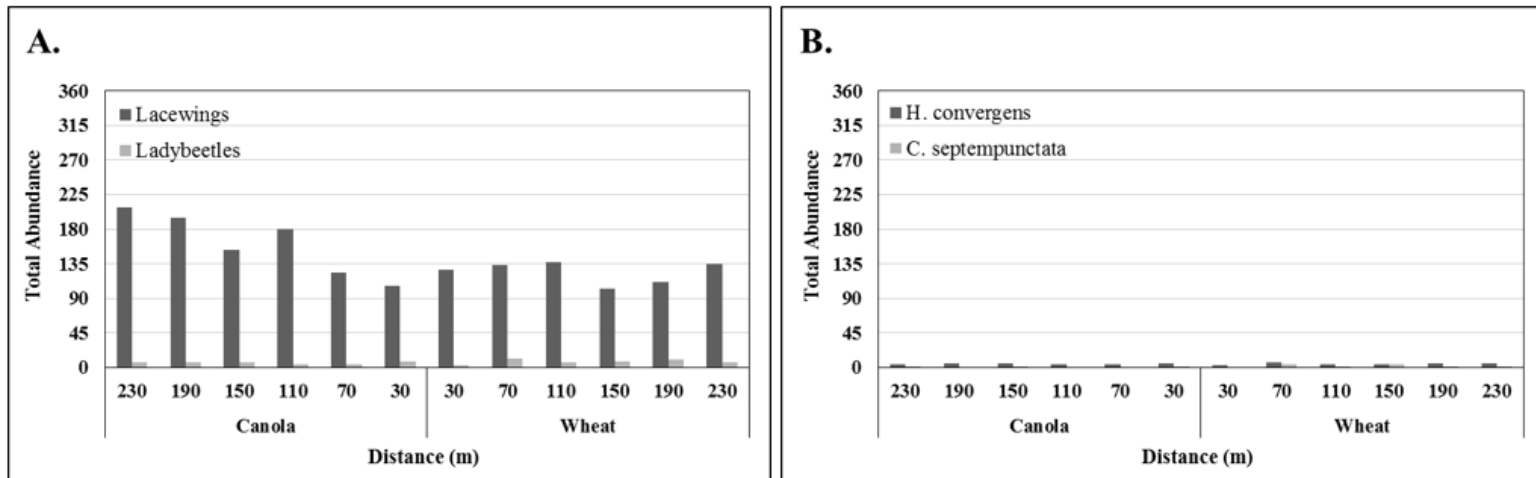 A.
360
315
270
225
180
135
90
45
0
Total Abundance
Lacewings
Ladybeetles
230 190 150 110 70 30 30 70 110 150 190 230
Canola Wheat
Distance (m)
B.
360
315
270
225
180
135
90
45
0
Total Abundance
H. convergens
C. septempunctata
230 190 150 110 70 30 30 70 110 150 190 230
Canola Wheat
Distance (m)